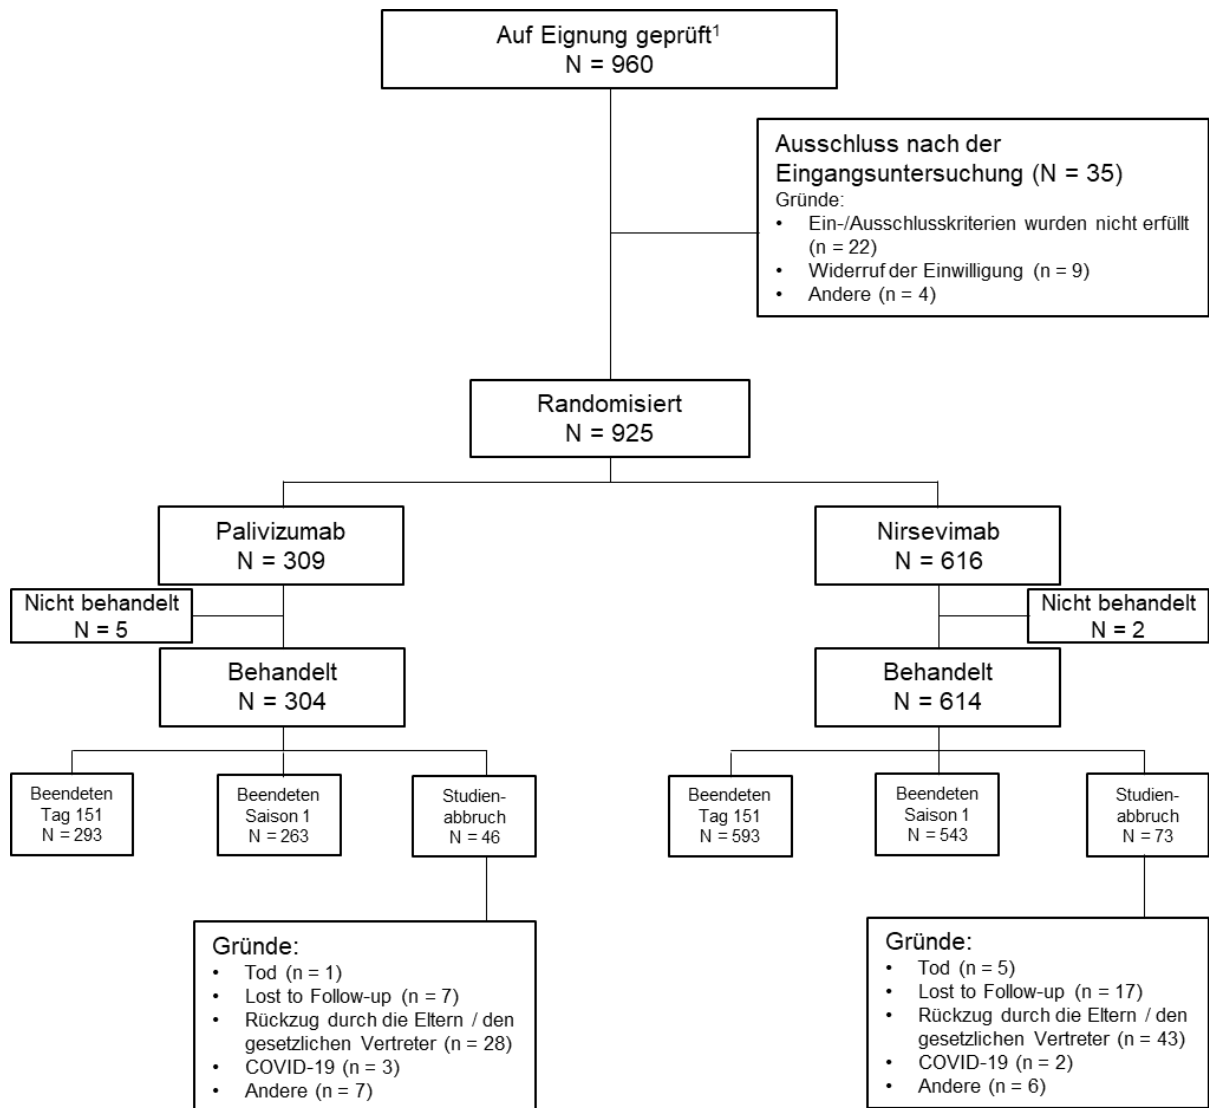 Auf Eignung geprüft¹
N = 960
Ausschluss nach der
Eingangsuntersuchung (N = 35)
Gründe:
• Ein-/Ausschlusskriterien wurden nicht erfüllt
(n = 22)
• Widerruf der Einwilligung (n = 9)
• Andere (n = 4)
Randomisiert
N = 925
Palivizumab
N = 309
Nicht behandelt
N = 5
Behandelt
N = 304
Beendeten
Tag 151
N = 293
Beendeten
Saison 1
N = 263
Studien-
abbruch
N = 46
Gründe:
• Tod (n = 1)
• Lost to Follow-up (n = 7)
• Rückzug durch die Eltern / den
gesetzlichen Vertreter (n = 28)
• COVID-19 (n = 3)
• Andere (n = 7)
Nirsevimab
N = 616
Nicht behandelt
N = 2
Behandelt
N = 614
Beendeten
Tag 151
N = 593
Beendeten
Saison 1
N = 543
Studien-
abbruch
N = 73
Gründe:
• Tod (n = 5)
• Lost to Follow-up (n = 17)
• Rückzug durch die Eltern / den
gesetzlichen Vertreter (n = 43)
• COVID-19 (n = 2)
• Andere (n = 6)